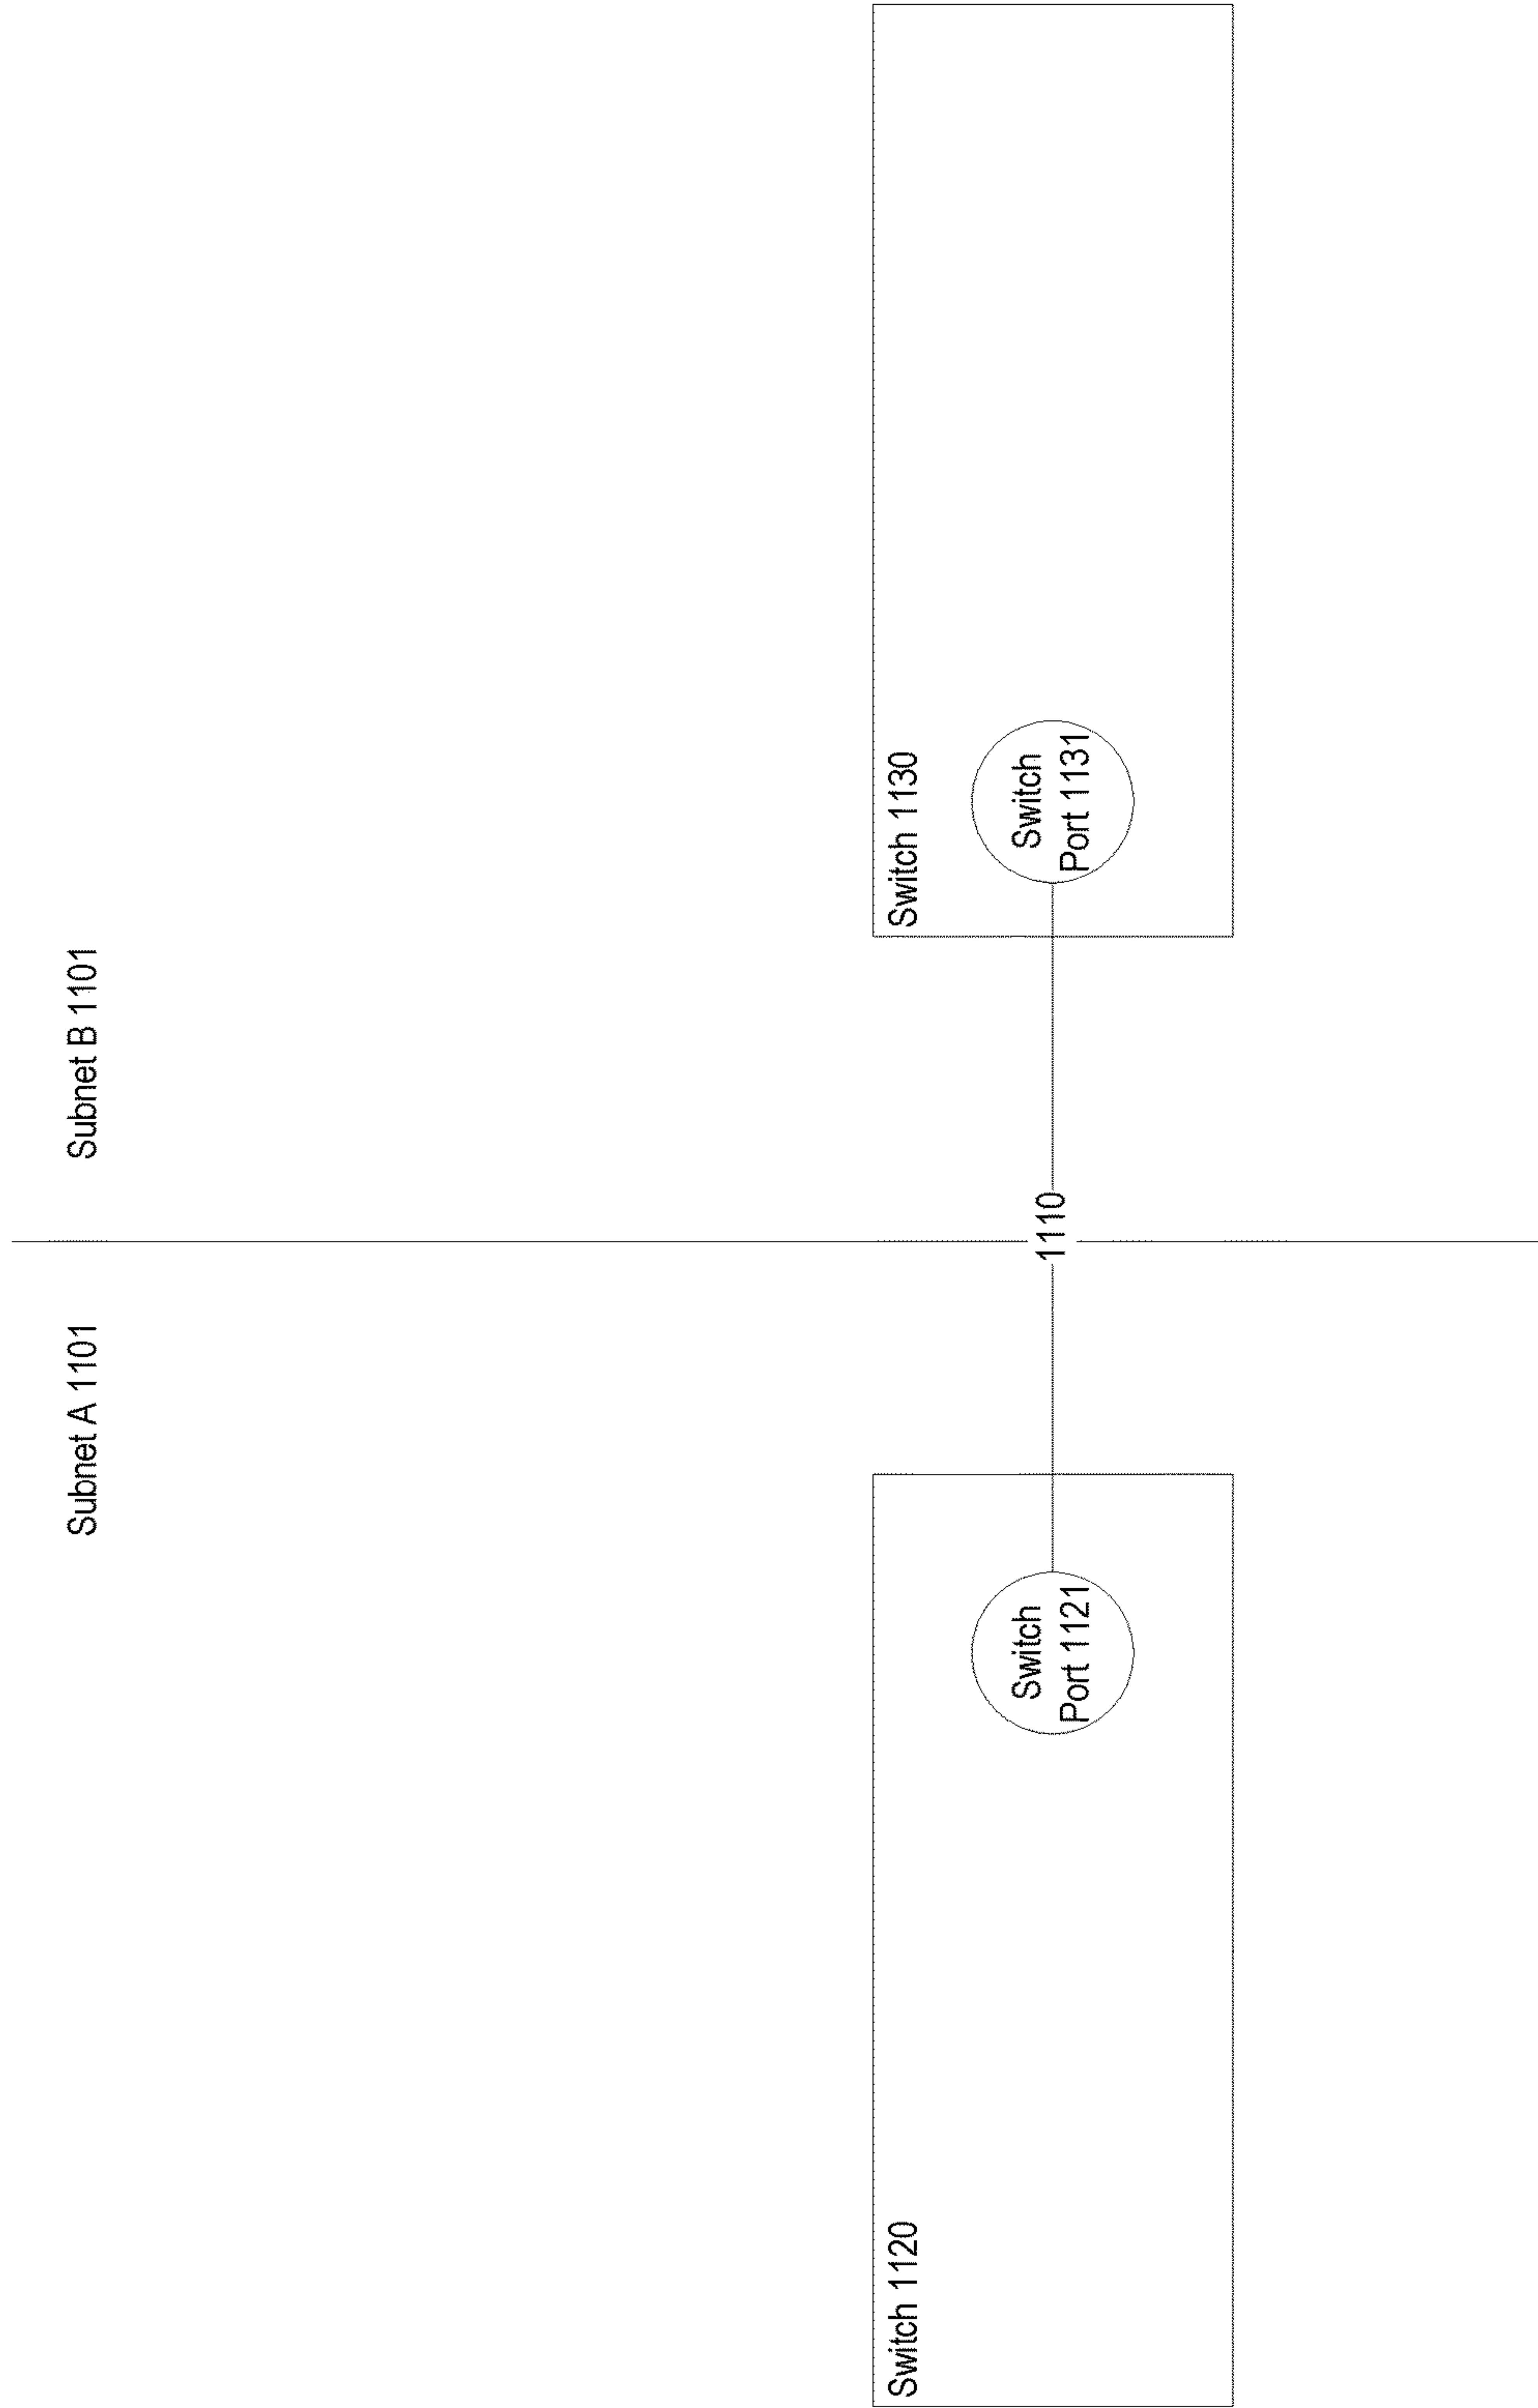 Subnet A 1101
Subnet B 1101
Switch 1120
Switch 1130
Switch
Port 1121
1110
Switch
Port 1131